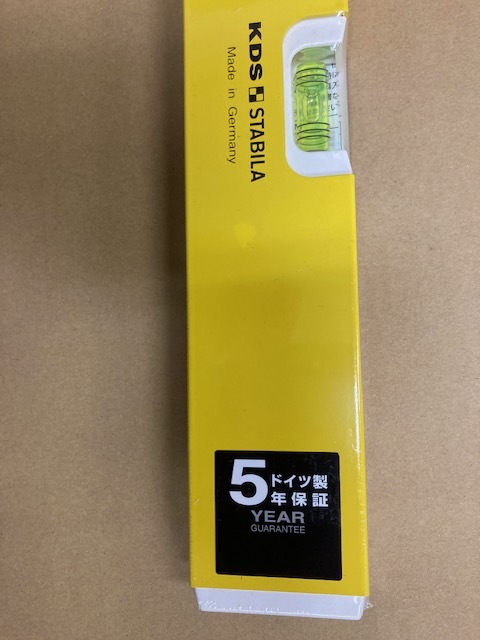 KDS STABILA
Made in Germany
5 ドイツ製
年保証
YEAR
GUARANTEE